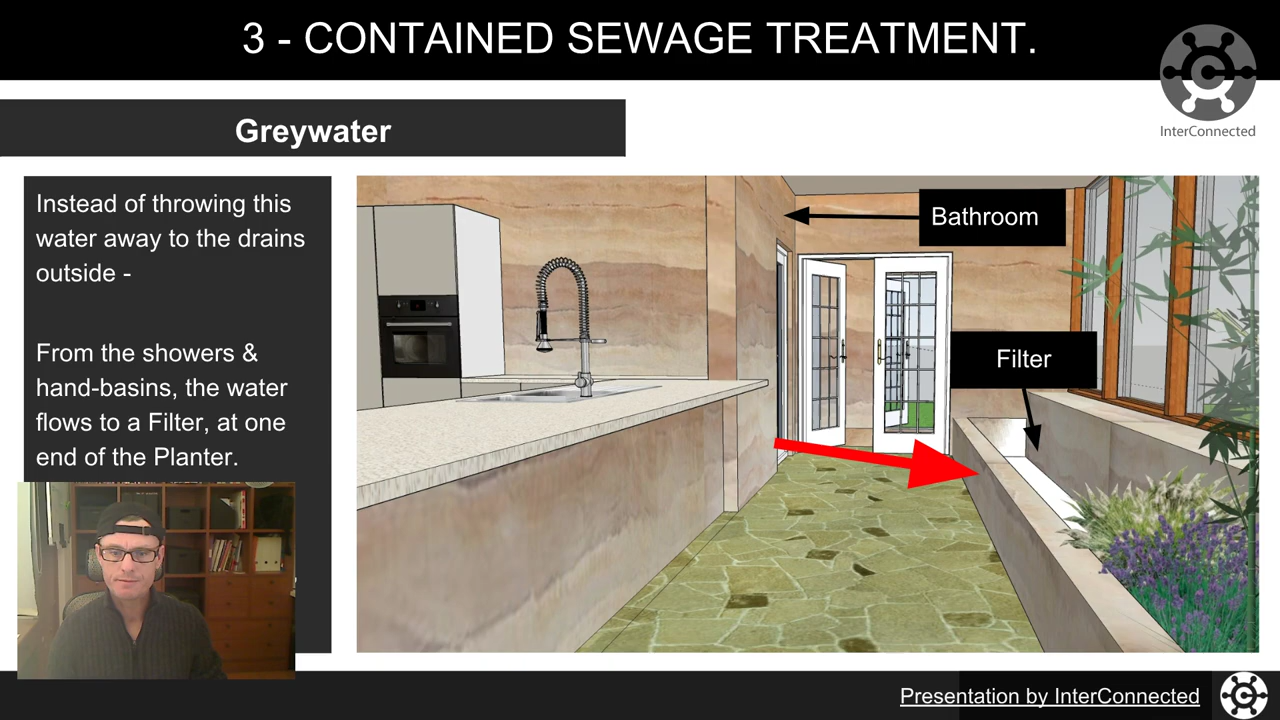 3 - CONTAINED SEWAGE TREATMENT.
InterConnected
Greywater
Instead of throwing this
water away to the drains
outside -
From the showers &
hand-basins, the water
flows to a Filter, at one
end of the Planter.
Bathroom
Filter
Presentation by InterConnected